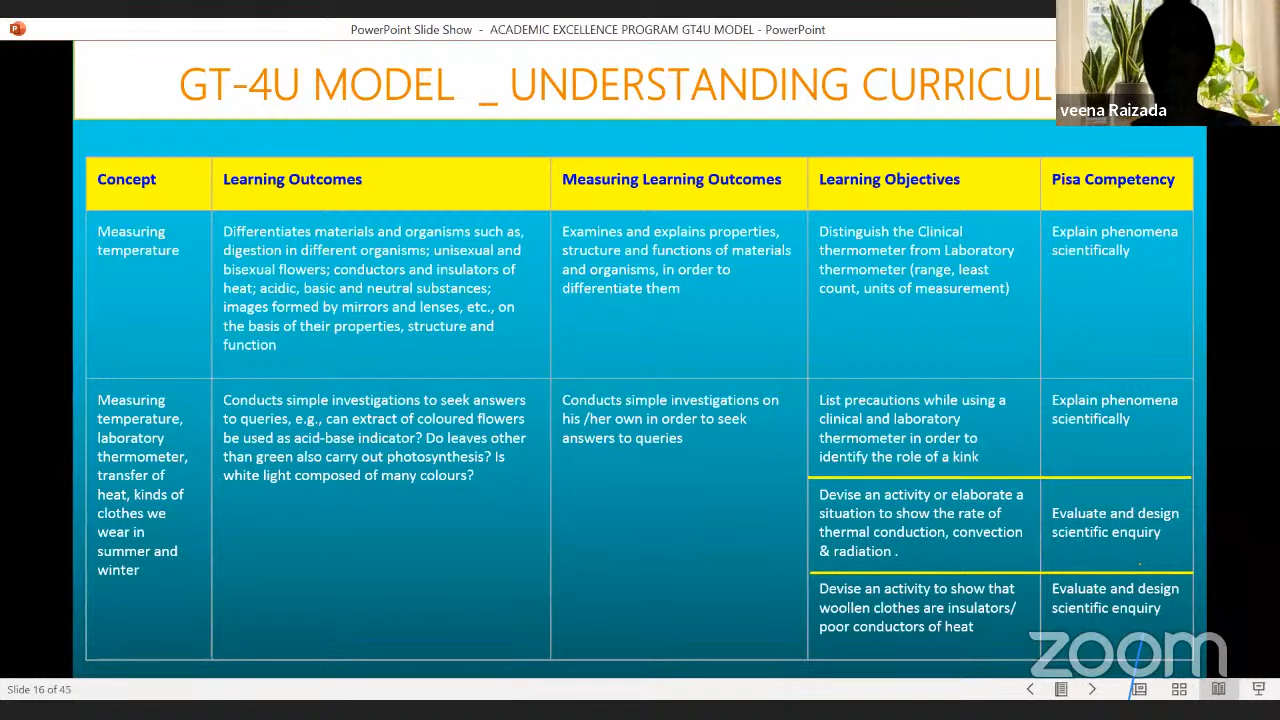 PowerPoint Slide Show - ACADEMIC EXCELLENCE PROGRAM GT4U MODEL - PowerPoint
GT-4U MODEL _ UNDERSTANDING CURRICUL
veena Raizada
Concept
Learning Outcomes
Measuring Learning Outcomes
Learning Objectives
Pisa Competency
Measuring
temperature
Differentiates materials and organisms such as,
digestion in different organisms; unisexual and
bisexual flowers; conductors and insulators of
heat; acidic, basic and neutral substances;
images formed by mirrors and lenses, etc., on
the basis of their properties, structure and
function
Examines and explains properties,
structure and functions of materials
and organisms, in order to
differentiate them
Distinguish the Clinical
thermometer from Laboratory
thermometer (range, least
count, units of measurement)
Explain phenomena
scientifically
Measuring
temperature,
laboratory
thermometer,
transfer of
heat, kinds of
clothes we
wear in
summer and
winter
Conducts simple investigations to seek answers
to queries, e.g., can extract of coloured flowers
be used as acid-base indicator? Do leaves other
than green also carry out photosynthesis? Is
white light composed of many colours?
Conducts simple investigations on
his /her own in order to seek
answers to queries
List precautions while using a
clinical and laboratory
thermometer in order to
identify the role of a kink
Explain phenomena
scientifically
Devise an activity or elaborate a
situation to show the rate of
thermal conduction, convection
& radiation .
Evaluate and design
scientific enquiry
Devise an activity to show that
woollen clothes are insulators/
poor conductors of heat
Evaluate and design
scientific enquiry
zoom
Slide 16 of 45